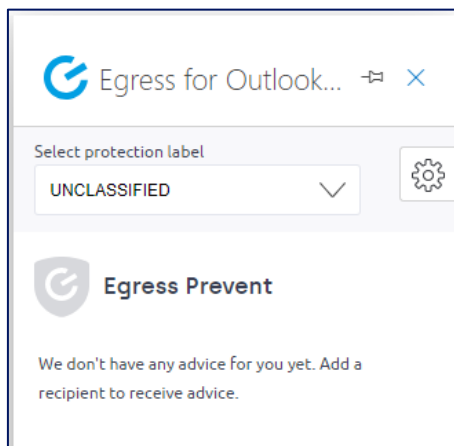 Egress for Outlook...
Select protection label
UNCLASSIFIED
Egress Prevent
We don't have any advice for you yet. Add a
recipient to receive advice.